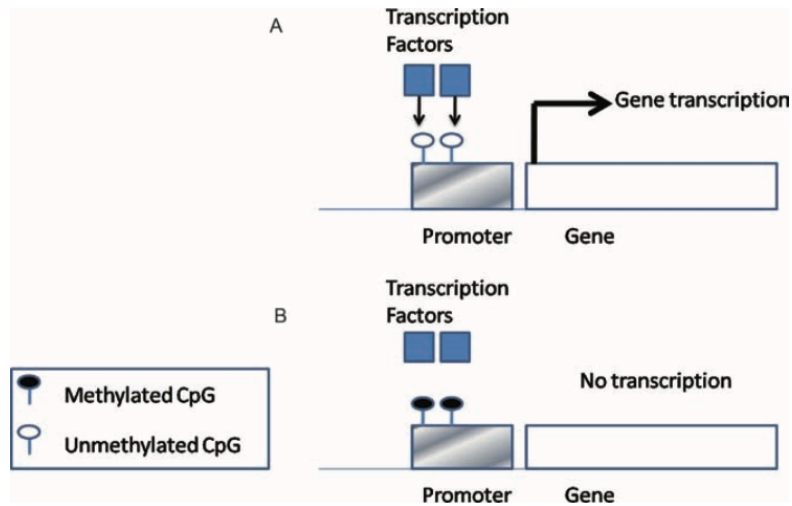 A
Transcription
Factors
Gene transcription
Promoter
Gene
B
Transcription
Factors
No transcription
Methylated CpG
Unmethylated CpG
Promoter
Gene